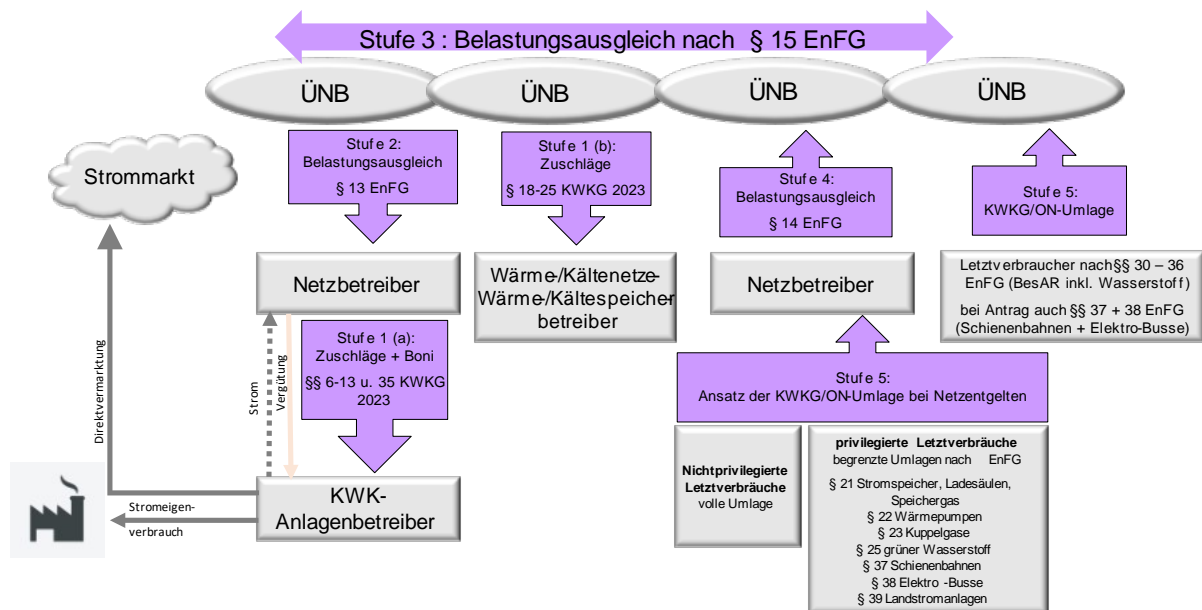 Stufe 3 : Belastungsausgleich nach § 15 EnFG
ÜNB
ÜNB
ÜNB
ÜNB
Strommarkt
Stufe 2:
Belastungsausgleich
§ 13 EnFG
Stufe 1 (b):
Zuschläge
§ 18-25 KWKG 2023
Stufe 4:
Belastungsausgleich
§ 14 EnFG
Stufe 5:
KWKG/ON-Umlage
Netzbetreiber
Wärme-/Kältenetze-
Wärme-/Kältespeicher-
betreiber
Netzbetreiber
Letztverbraucher nach §§ 30 – 36
EnFG (BesAR inkl. Wasserstoff)
bei Antrag auch §§ 37 + 38 EnFG
(Schienenbahnen + Elektro-Busse)
Direktvermarktung
Strom
Vergütung
Stufe 1 (a):
Zuschläge + Boni
§§ 6-13 u. 35 KWKG
2023
Stufe 5:
Ansatz der KWKG/ON-Umlage bei Netzentgelten
KWK-
Anlagenbetreiber
Stromeigen-
verbrauch
Nichtprivilegierte
Letztverbräuche
volle Umlage
privilegierte Letztverbräuche
begrenzte Umlagen nach EnFG
§ 21 Stromspeicher, Ladesäulen,
Speichergas
§ 22 Wärmepumpen
§ 23 Kuppelgase
§ 25 grüner Wasserstoff
§ 37 Schienenbahnen
§ 38 Elektro -Busse
§ 39 Landstromanlagen